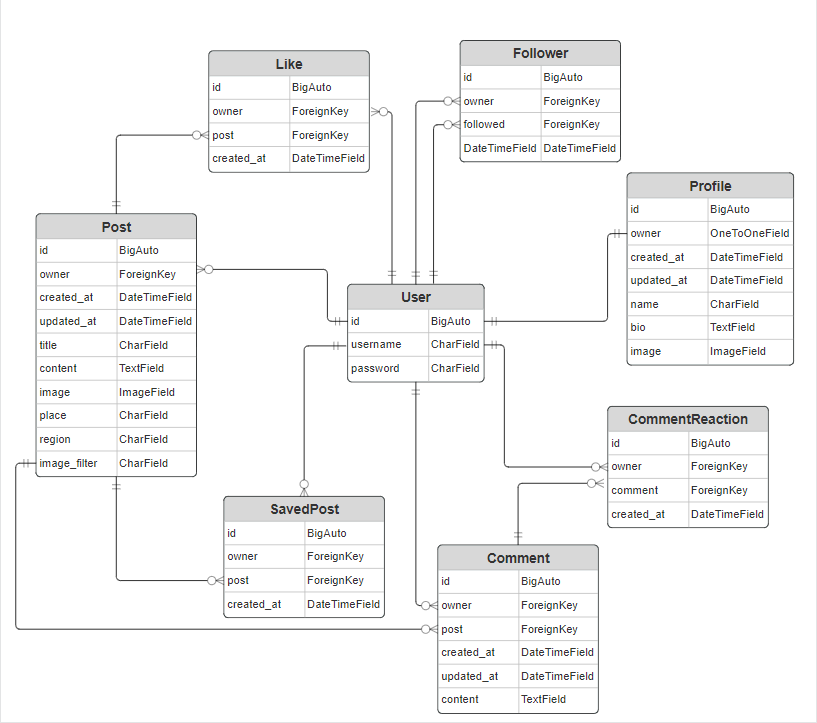 Like
id BigAuto
owner ForeignKey
post ForeignKey
created_at DateTimeField
Follower
id BigAuto
owner ForeignKey
followed ForeignKey
DateTimeField DateTimeField
Profile
id BigAuto
owner OneToOneField
created_at DateTimeField
updated_at DateTimeField
name CharField
bio TextField
image ImageField
Post
id BigAuto
owner ForeignKey
created_at DateTimeField
updated_at DateTimeField
title CharField
content TextField
image ImageField
place CharField
region CharField
image_filter CharField
User
id BigAuto
username CharField
password CharField
CommentReaction
id BigAuto
owner ForeignKey
comment ForeignKey
created_at DateTimeField
SavedPost
id BigAuto
owner ForeignKey
post ForeignKey
created_at DateTimeField
Comment
id BigAuto
owner ForeignKey
post ForeignKey
created_at DateTimeField
updated_at DateTimeField
content TextField